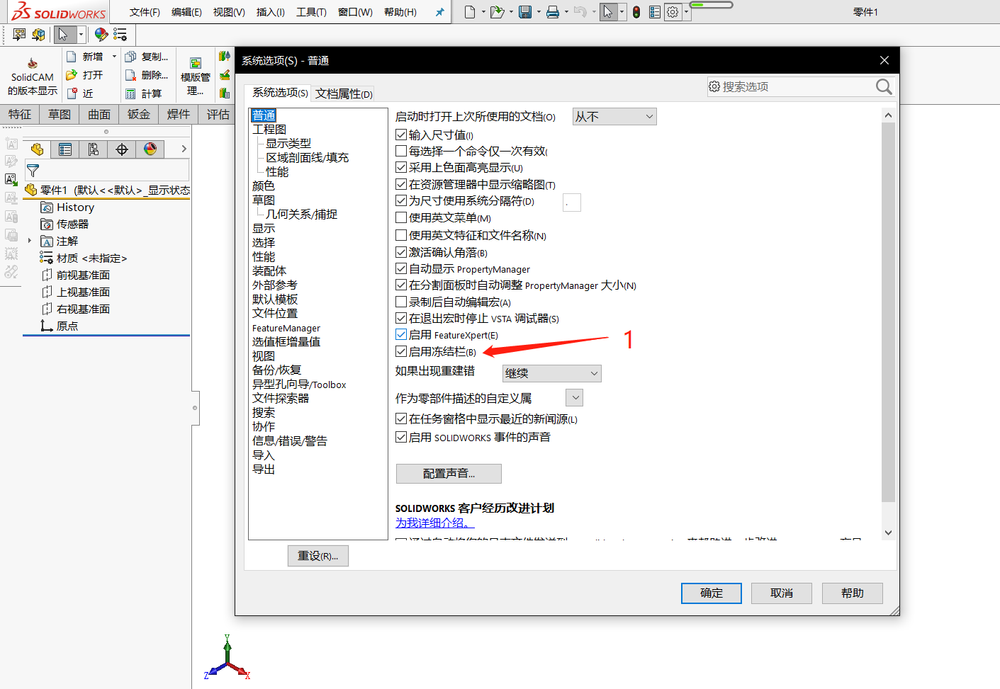 SOLIDWORKS 文件(F) 编辑(E) 视图(V) 插入(I) 工具(T) 窗口(W) 帮助(H) 零件1
SolidCAM
的版本显示
新增
打开
近
复制...
删除...
计算
模版管
理...
特征 草图 曲面 钣金 焊件 评估
零件1 (默认<<默认>_显示状态
History
传感器
注解
材质 <未指定>
前视基准面
上视基准面
右视基准面
原点
系统选项(S) - 普通
系统选项(S) 文档属性(D)
搜索选项
普通
工程图
显示类型
区域剖面线/填充
性能
颜色
草图
几何关系/捕捉
显示
选择
性能
装配体
外部参考
默认模板
文件位置
FeatureManager
选值框增量值
视图
备份/恢复
异型孔向导/Toolbox
文件探索器
搜索
协作
信息/错误/警告
导入
导出
重设(R)...
启动时打开上次所使用的文档(O) 从不
输入尺寸值(I)
每选择一个命令仅一次有效(
采用上色面高亮显示(U)
在资源管理器中显示缩略图(T)
为尺寸使用系统分隔符(D) .
使用英文菜单(M)
使用英文特征和文件名称(N)
激活确认角落(B)
自动显示 PropertyManager
在分割面板时自动调整 PropertyManager 大小(N)
录制后自动编辑宏(A)
在退出宏时停止 VSTA 调试器(S)
启用 FeatureXpert(E)
启用冻结栏(B) 1
如果出现重建错 继续
作为零部件描述的自定义属
在任务窗格中显示最近的新闻源(L)
启用 SOLIDWORKS 事件的声音
配置声音...
SOLIDWORKS 客户经历改进计划
为我详细介绍。
确定 取消 帮助
Y
Z X